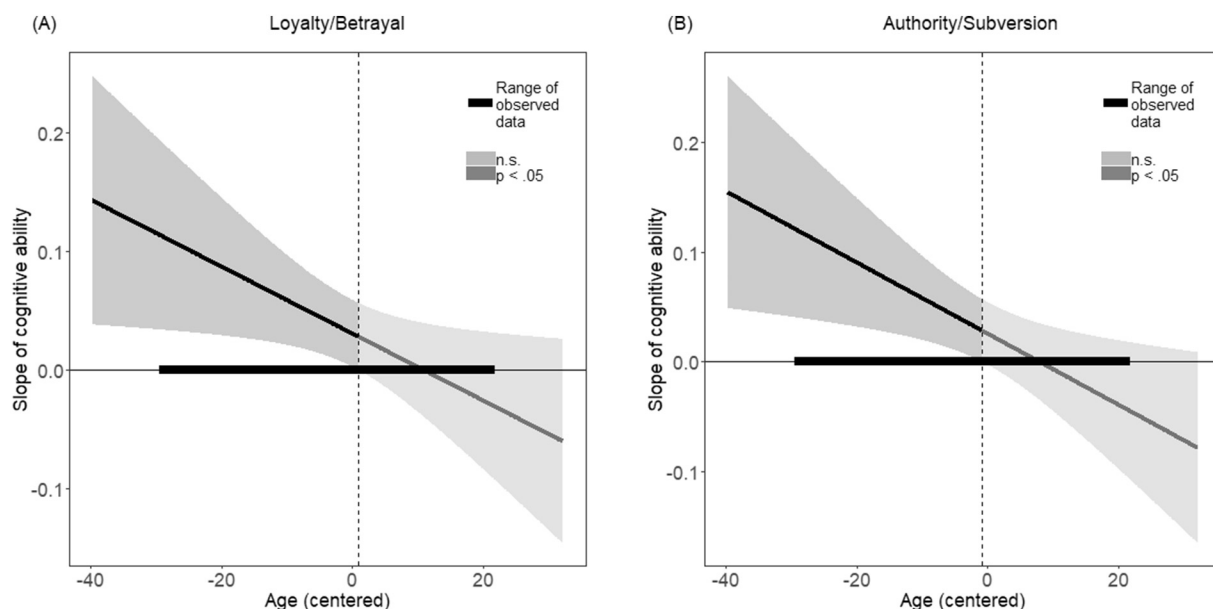 (A)
Loyalty/Betrayal
Range of
observed
data
n.s.
p < .05
0.2
0.1
0.0
-0.1
Slope of cognitive ability
-40
-20
0
20
Age (centered)
(B)
Authority/Subversion
Range of
observed
data
n.s.
p < .05
0.2
0.1
0.0
-0.1
Slope of cognitive ability
-40
-20
0
20
Age (centered)